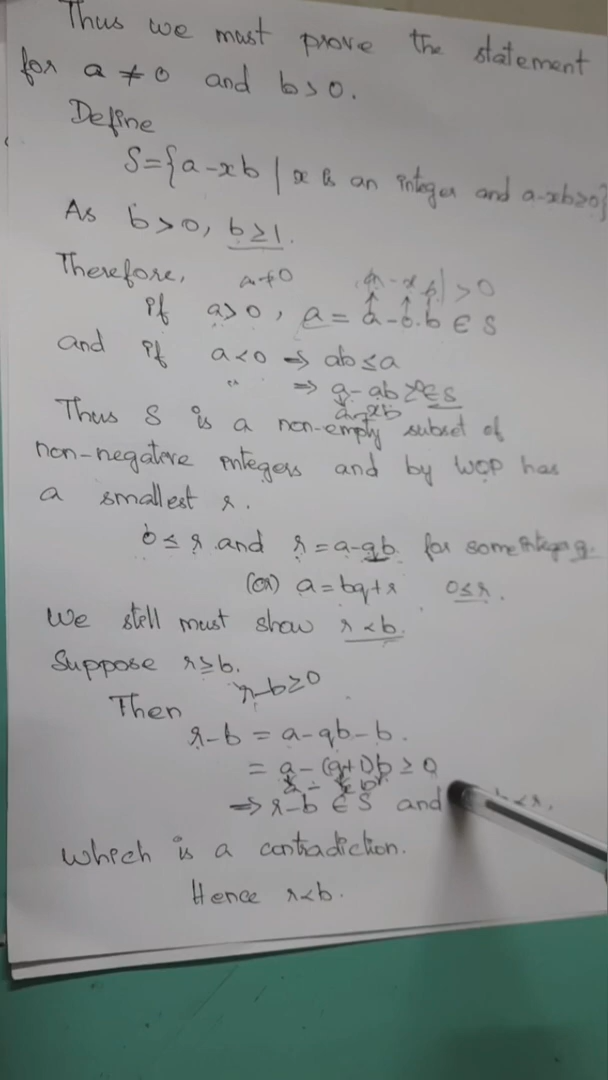 Thus we must prove the statement
for a ≠ 0 and b > 0.
Define
S = {a - xb | x is an integer and a-xb≥0}
As b > 0, b ≥ 1.
Therefore, a≠0 a - x b > 0
if a > 0, a = a - 0.b ∈ S
and if a < 0 ⇒ ab ≤ a
⇒ a - ab ≥ 0 ∈ S
a - xb
Thus S is a non-empty subset of
non-negative integers and by WOP has
a smallest r.
0 ≤ r and r = a - qb for some integer q.
(or) a = bq + r 0 ≤ r.
We still must show r < b.
Suppose r ≥ b.
r - b ≥ 0
Then
r - b = a - qb - b.
= a - (q+1)b ≥ 0
a - x b
⇒ r - b ∈ S and b < r,
which is a contradiction.
Hence r < b.